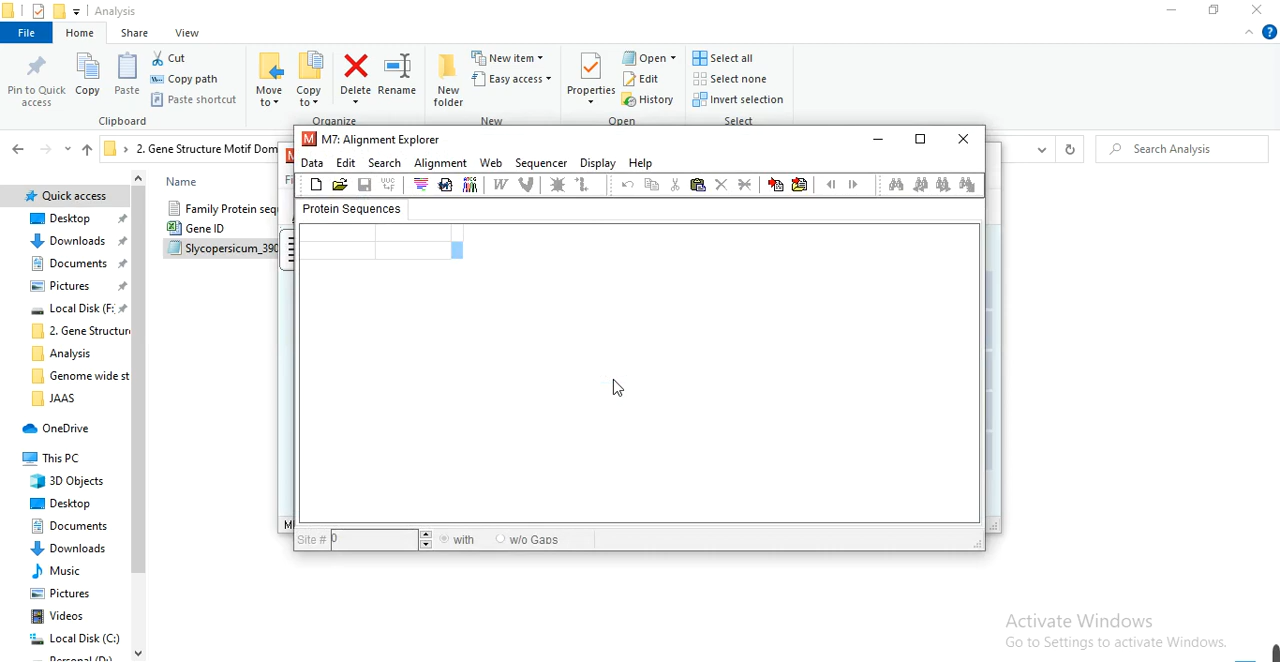 Analysis
File Home Share View
Pin to Quick access
Copy
Paste
Cut
Copy path
Paste shortcut
Clipboard
Move to
Copy to
Delete
Rename
Organize
New folder
New item
Easy access
New
Properties
Open
Edit
History
Open
Select all
Select none
Invert selection
Select
2. Gene Structure Motif Dom
Search Analysis
Quick access
Desktop
Downloads
Documents
Pictures
Local Disk (F:
2. Gene Structur
Analysis
Genome wide st
JAAS
OneDrive
This PC
3D Objects
Desktop
Documents
Downloads
Music
Pictures
Videos
Local Disk (C:)
Personal (D:)
Name
Family Protein seq
Gene ID
Slycopersicum_390
M7: Alignment Explorer
Data Edit Search Alignment Web Sequencer Display Help
Protein Sequences
Site # 0 with w/o Gaps
Activate Windows
Go to Settings to activate Windows.